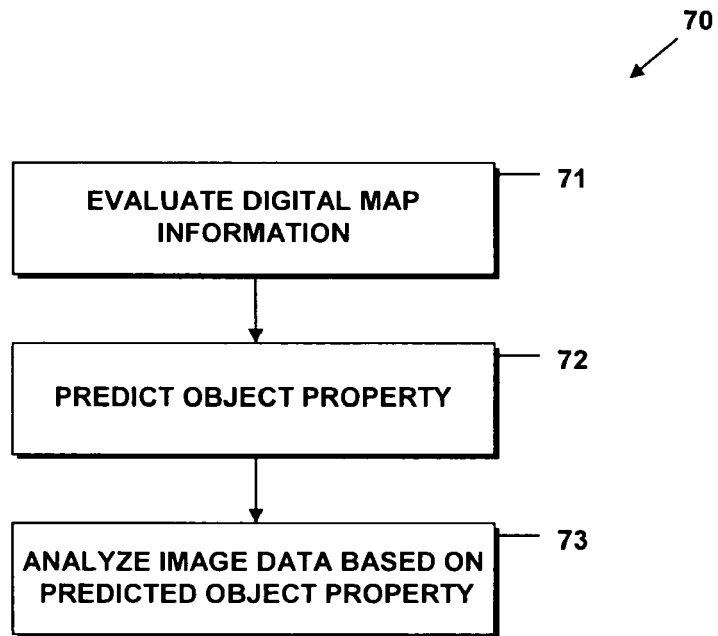 70
71
EVALUATE DIGITAL MAP
INFORMATION
72
PREDICT OBJECT PROPERTY
73
ANALYZE IMAGE DATA BASED ON
PREDICTED OBJECT PROPERTY